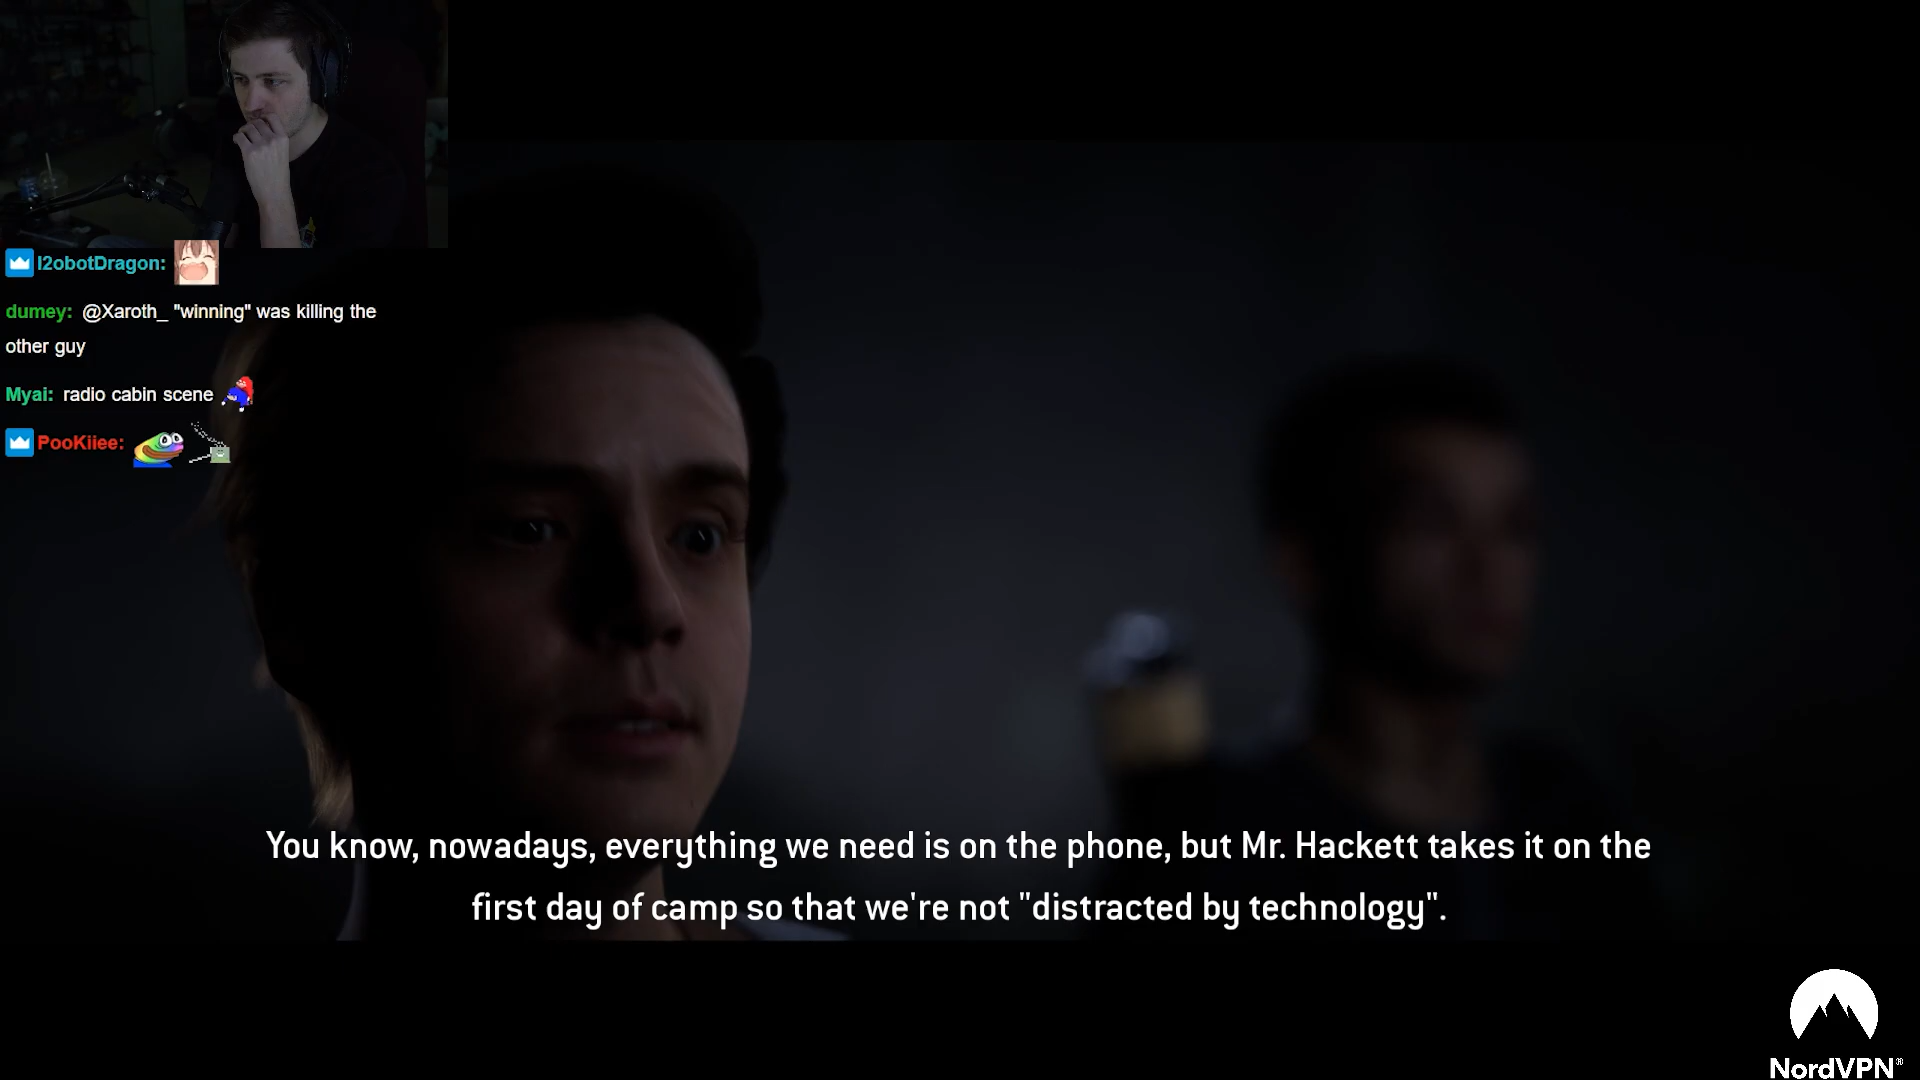 I2obotDragon:
dumey: @Xaroth_ "winning" was killing the
other guy
Myai: radio cabin scene
PooKiiee:
You know, nowadays, everything we need is on the phone, but Mr. Hackett takes it on the
first day of camp so that we're not "distracted by technology".
NordVPN®